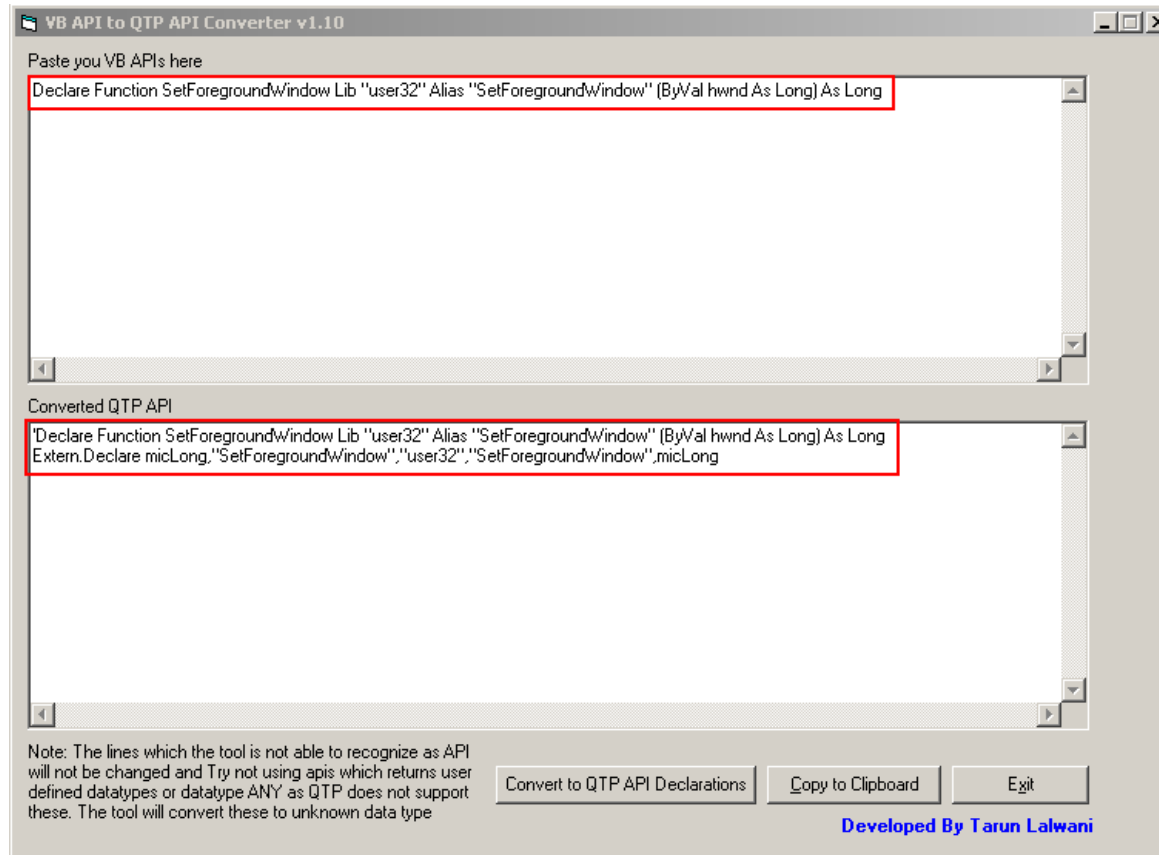 VB API to QTP API Converter v1.10
Paste you VB APIs here
Declare Function SetForegroundWindow Lib "user32" Alias "SetForegroundWindow" (ByVal hwnd As Long) As Long
Converted QTP API
'Declare Function SetForegroundWindow Lib "user32" Alias "SetForegroundWindow" (ByVal hwnd As Long) As Long
Extern.Declare micLong,"SetForegroundWindow","user32","SetForegroundWindow",micLong
Note: The lines which the tool is not able to recognize as API
will not be changed and Try not using apis which returns user
defined datatypes or datatype ANY as QTP does not support
these. The tool will convert these to unknown data type
Convert to QTP API Declarations
Copy to Clipboard
Exit
Developed By Tarun Lalwani